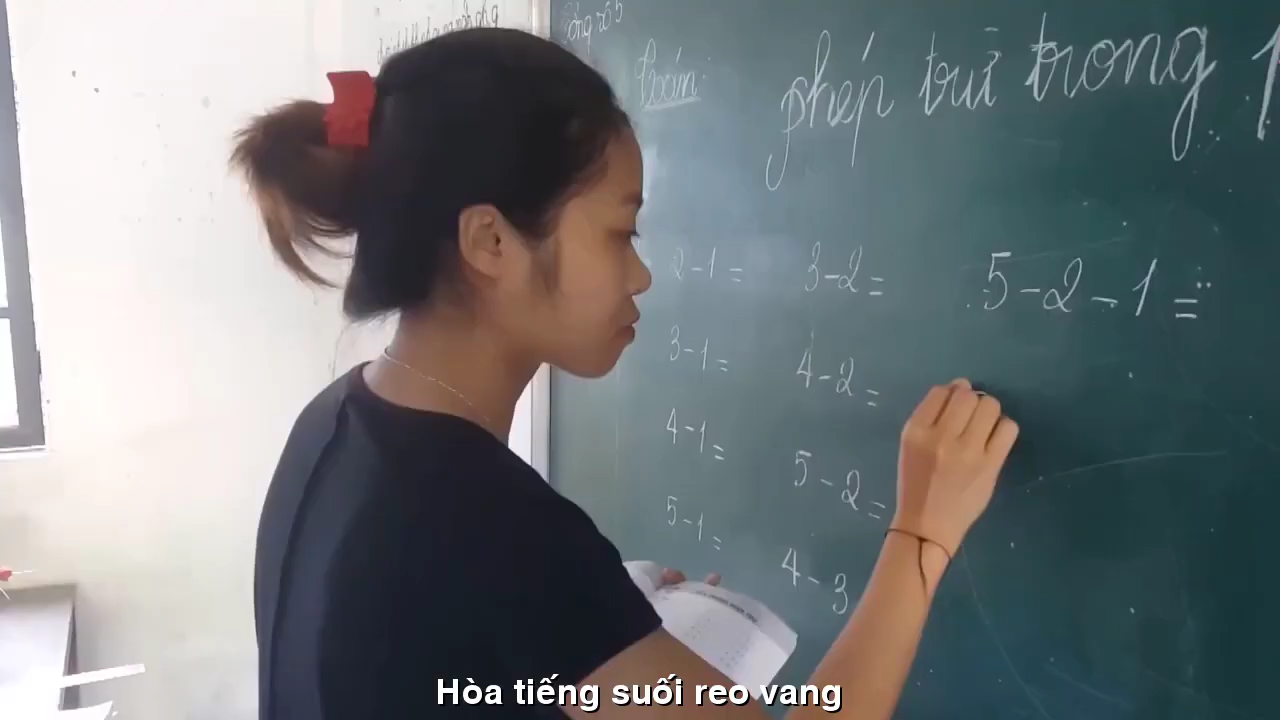 Toán:
phép trừ trong
2-1 = 3-2 = 5-2-1 =
3-1 = 4-2 =
4-1 = 5-2 =
5-1 = 4-3
Hòa tiếng suối reo vang